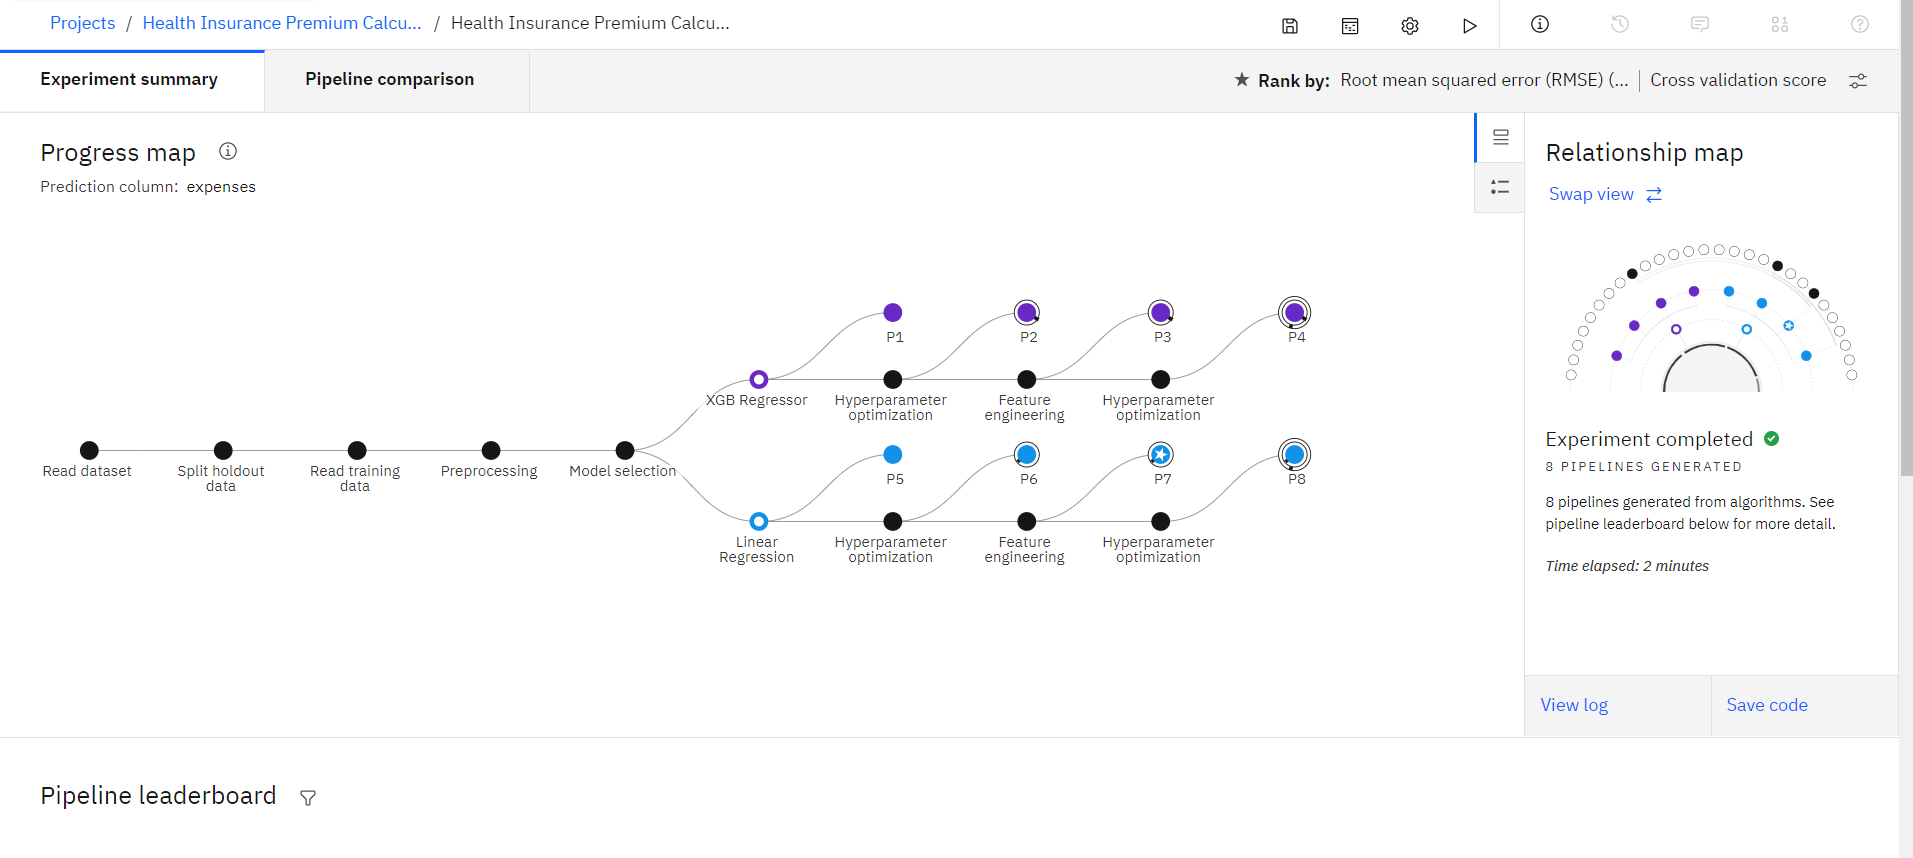 Projects / Health Insurance Premium Calcu... / Health Insurance Premium Calcu...
Experiment summary
Pipeline comparison
Rank by: Root mean squared error (RMSE) (... | Cross validation score
Progress map
Prediction column: expenses
P1
P2
P3
P4
XGB Regressor
Hyperparameter
optimization
Feature
engineering
Hyperparameter
optimization
Read dataset
Split holdout
data
Read training
data
Preprocessing
Model selection
P5
P6
P7
P8
Linear
Regression
Hyperparameter
optimization
Feature
engineering
Hyperparameter
optimization
Relationship map
Swap view
Experiment completed
8 PIPELINES GENERATED
8 pipelines generated from algorithms. See
pipeline leaderboard below for more detail.
Time elapsed: 2 minutes
View log
Save code
Pipeline leaderboard